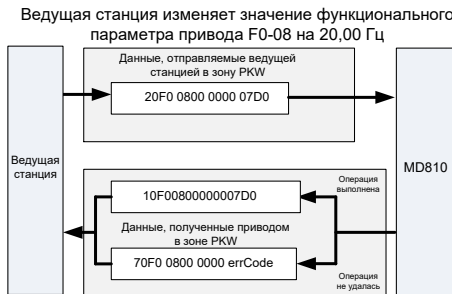 Ведущая станция изменяет значение функционального
параметра привода F0-08 на 20,00 Гц
Данные, отправляемые ведущей
станцией в зону PKW
20F0 0800 0000 07D0
Ведущая
станция
MD810
Операция
выполнена
10F00800000007D0
Данные, полученные приводом
в зоне PKW
70F0 0800 0000 errCode
Операция
не удалась